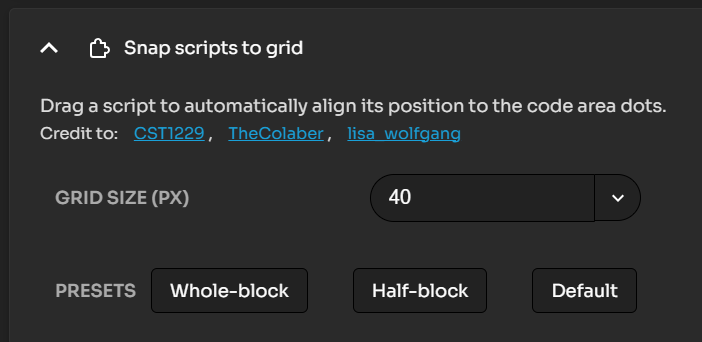 Snap scripts to grid
Drag a script to automatically align its position to the code area dots.
Credit to: CST1229 , TheColaber , lisa_wolfgang
GRID SIZE (PX) 40
PRESETS Whole-block Half-block Default